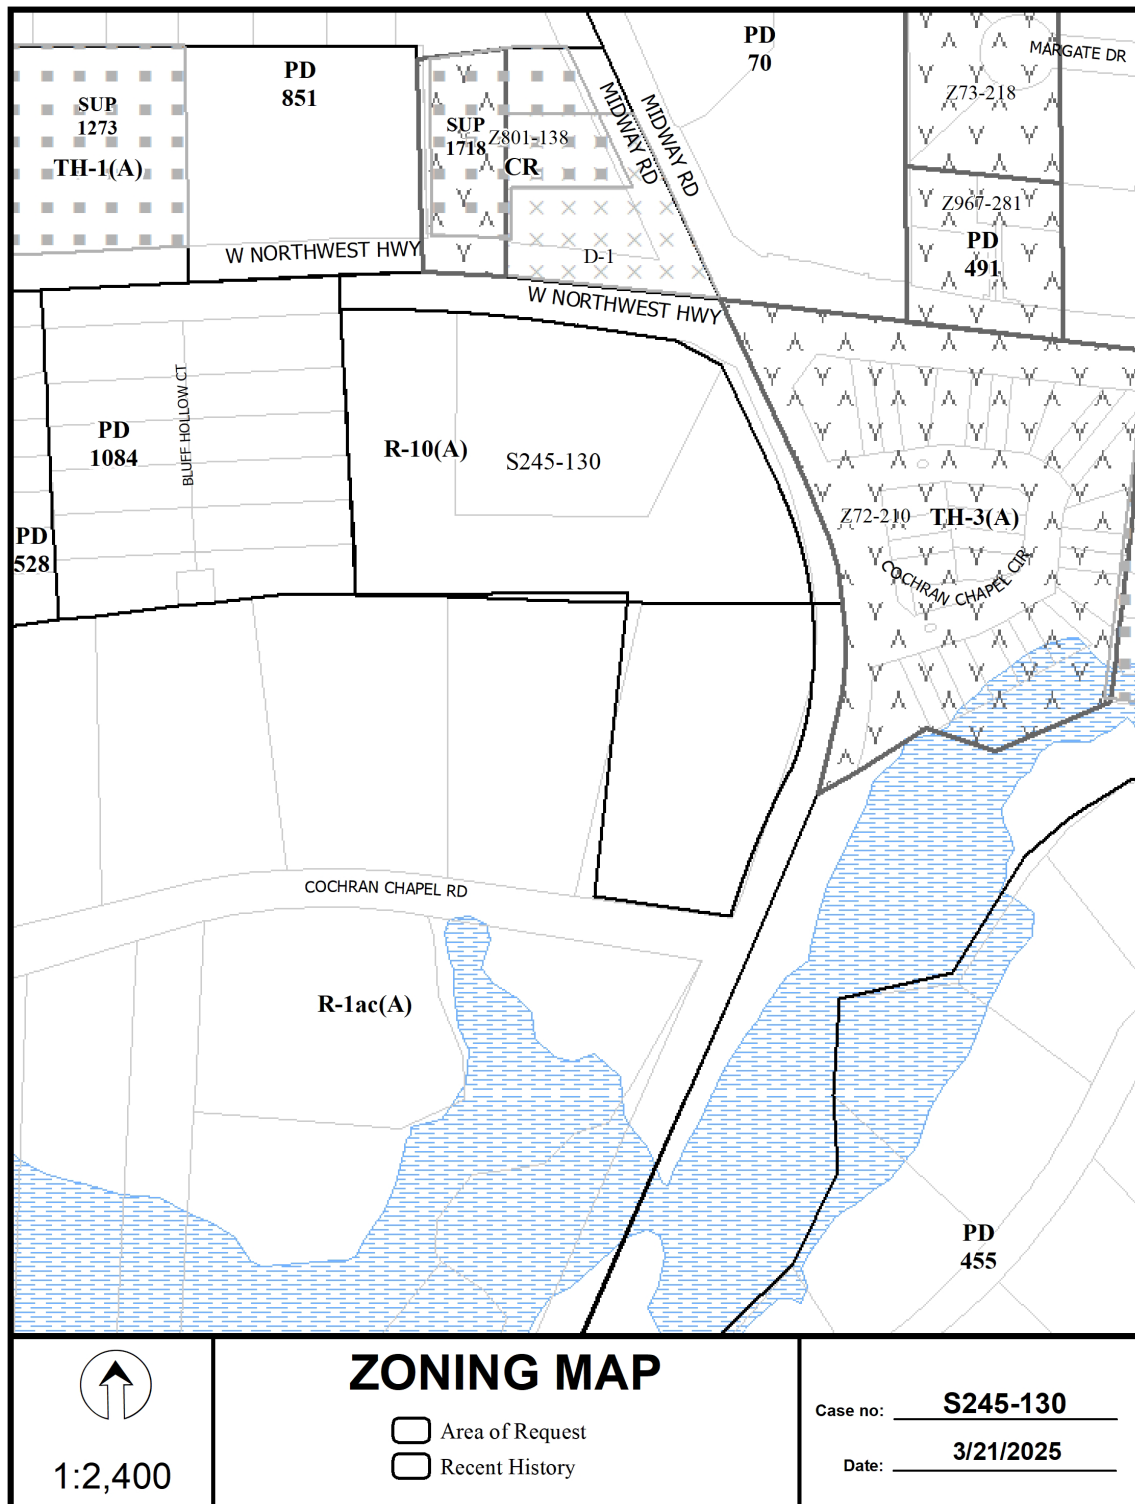 PD
70
MARGATE DR
PD
851
Z73-218
SUP
1273
TH-1(A)
SUP
1718
Z801-138
CR
MIDWAY RD
MIDWAY RD
Z967-281
PD
491
W NORTHWEST HWY
D-1
W NORTHWEST HWY
BLUFF HOLLOW CT
PD
1084
R-10(A)
S245-130
PD
528
Z72-210
TH-3(A)
COCHRAN CHAPEL CIR
COCHRAN CHAPEL RD
R-1ac(A)
PD
455
1:2,400
ZONING MAP
Area of Request
Recent History
Case no: S245-130
Date: 3/21/2025